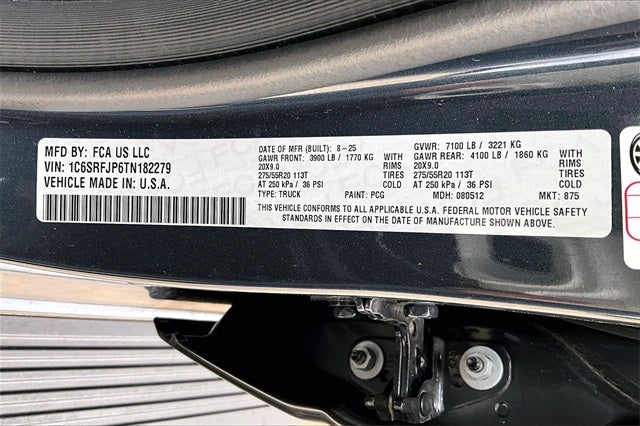 MFD BY: FCA US LLC
VIN: 1C6SRFJP6TN182279
VEHICLE MADE IN U.S.A.
DATE OF MFR (BUILT): 8-25
GAWR FRONT: 3900 LB / 1770 KG
20X9.0 RIMS
275/55R20 113T TIRES
AT 250 kPa / 36 PSI COLD
TYPE: TRUCK PAINT: PCG
GVWR: 7100 LB / 3221 KG
GAWR REAR: 4100 LB / 1860 KG
20X9.0 RIMS
275/55R20 113T TIRES
AT 250 kPa / 36 PSI COLD
MDH: 080512 MKT: 875
THIS VEHICLE CONFORMS TO ALL APPLICABLE U.S.A. FEDERAL MOTOR VEHICLE SAFETY
STANDARDS IN EFFECT ON THE DATE OF MANUFACTURE SHOWN ABOVE.